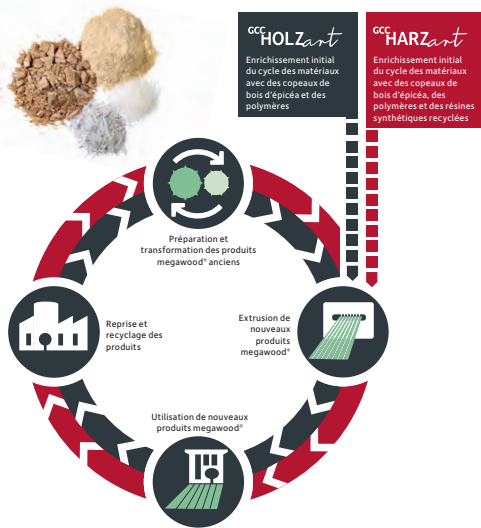 GCC HOLZart
Enrichissement initial
du cycle des matériaux
avec des copeaux de
bois d'épicéa et des
polymères
GCC HARZart
Enrichissement initial
du cycle des matériaux
avec des copeaux de
bois d'épicéa, des
polymères et des résines
synthétiques recyclées
Préparation et
transformation des produits
megawood® anciens
Reprise et
recyclage des
produits
Extrusion de
nouveaux
produits
megawood®
Utilisation de nouveaux
produits megawood®